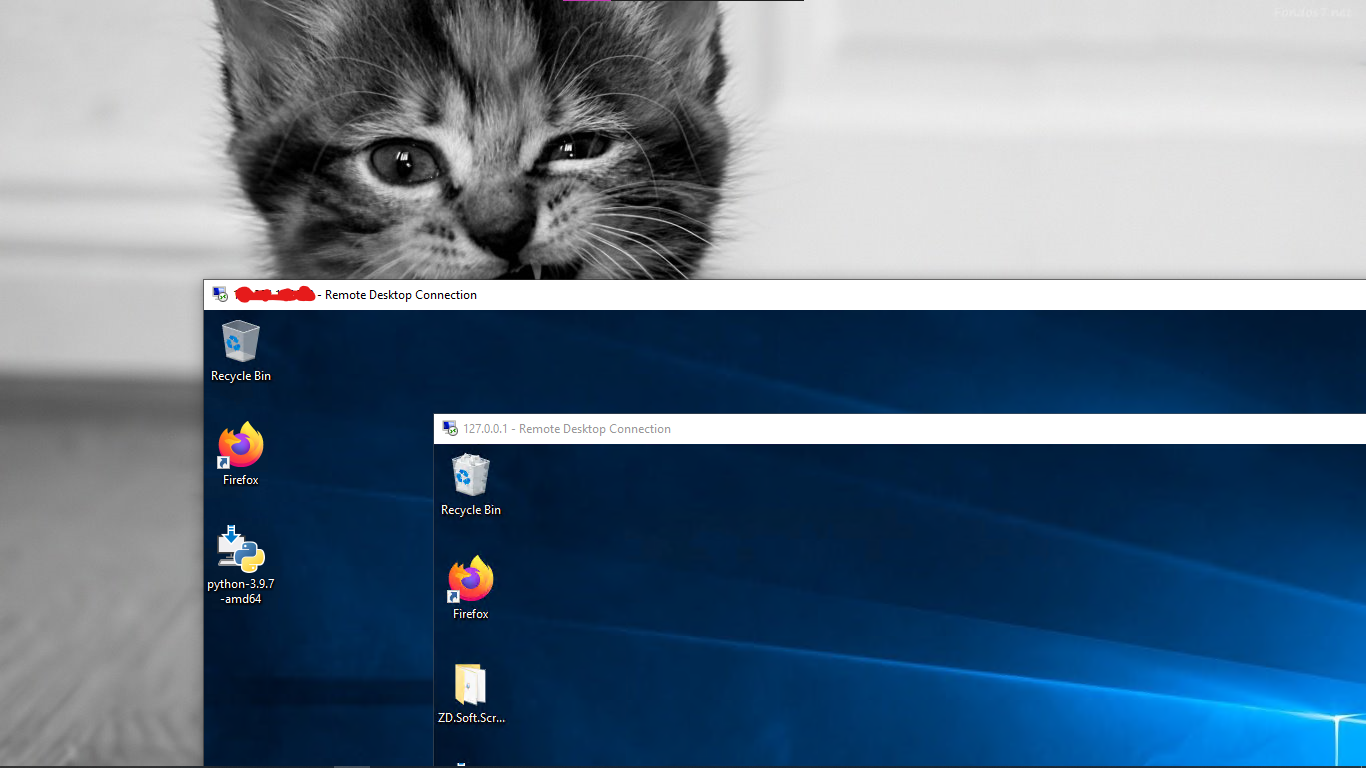 Fondos7.net
- Remote Desktop Connection
Recycle Bin
Firefox
python-3.9.7
-amd64
127.0.0.1 - Remote Desktop Connection
Recycle Bin
Firefox
ZD.Soft.Scr...